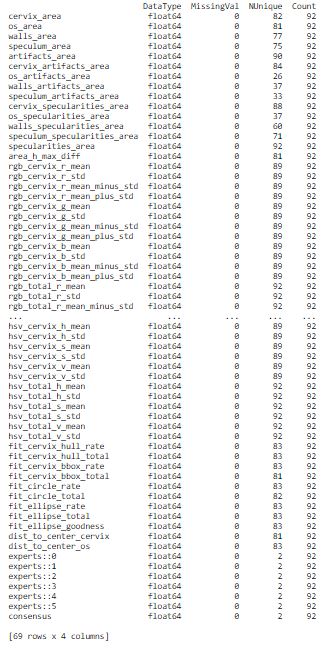 DataType MissingVal NUnique Count
cervix_area float64 0 82 92
os_area float64 0 81 92
walls_area float64 0 77 92
speculum_area float64 0 75 92
artifacts_area float64 0 90 92
cervix_artifacts_area float64 0 84 92
os_artifacts_area float64 0 26 92
walls_artifacts_area float64 0 37 92
speculum_artifacts_area float64 0 33 92
cervix_specularities_area float64 0 88 92
os_specularities_area float64 0 37 92
walls_specularities_area float64 0 60 92
speculum_specularities_area float64 0 71 92
specularities_area float64 0 92 92
area_h_max_diff float64 0 81 92
rgb_cervix_r_mean float64 0 89 92
rgb_cervix_r_std float64 0 89 92
rgb_cervix_r_mean_minus_std float64 0 89 92
rgb_cervix_r_mean_plus_std float64 0 89 92
rgb_cervix_g_mean float64 0 89 92
rgb_cervix_g_std float64 0 89 92
rgb_cervix_g_mean_minus_std float64 0 89 92
rgb_cervix_g_mean_plus_std float64 0 89 92
rgb_cervix_b_mean float64 0 89 92
rgb_cervix_b_std float64 0 89 92
rgb_cervix_b_mean_minus_std float64 0 89 92
rgb_cervix_b_mean_plus_std float64 0 89 92
rgb_total_r_mean float64 0 92 92
rgb_total_r_std float64 0 92 92
rgb_total_r_mean_minus_std float64 0 92 92
... ... ... ... ...
hsv_cervix_h_mean float64 0 89 92
hsv_cervix_h_std float64 0 89 92
hsv_cervix_s_mean float64 0 89 92
hsv_cervix_s_std float64 0 89 92
hsv_cervix_v_mean float64 0 89 92
hsv_cervix_v_std float64 0 89 92
hsv_total_h_mean float64 0 92 92
hsv_total_h_std float64 0 92 92
hsv_total_s_mean float64 0 92 92
hsv_total_s_std float64 0 92 92
hsv_total_v_mean float64 0 92 92
hsv_total_v_std float64 0 92 92
fit_cervix_hull_rate float64 0 83 92
fit_cervix_hull_total float64 0 83 92
fit_cervix_bbox_rate float64 0 83 92
fit_cervix_bbox_total float64 0 81 92
fit_circle_rate float64 0 83 92
fit_circle_total float64 0 82 92
fit_ellipse_rate float64 0 83 92
fit_ellipse_total float64 0 83 92
fit_ellipse_goodness float64 0 83 92
dist_to_center_cervix float64 0 81 92
dist_to_center_os float64 0 83 92
experts::0 float64 0 2 92
experts::1 float64 0 2 92
experts::2 float64 0 2 92
experts::3 float64 0 2 92
experts::4 float64 0 2 92
experts::5 float64 0 2 92
consensus float64 0 2 92
[69 rows x 4 columns]